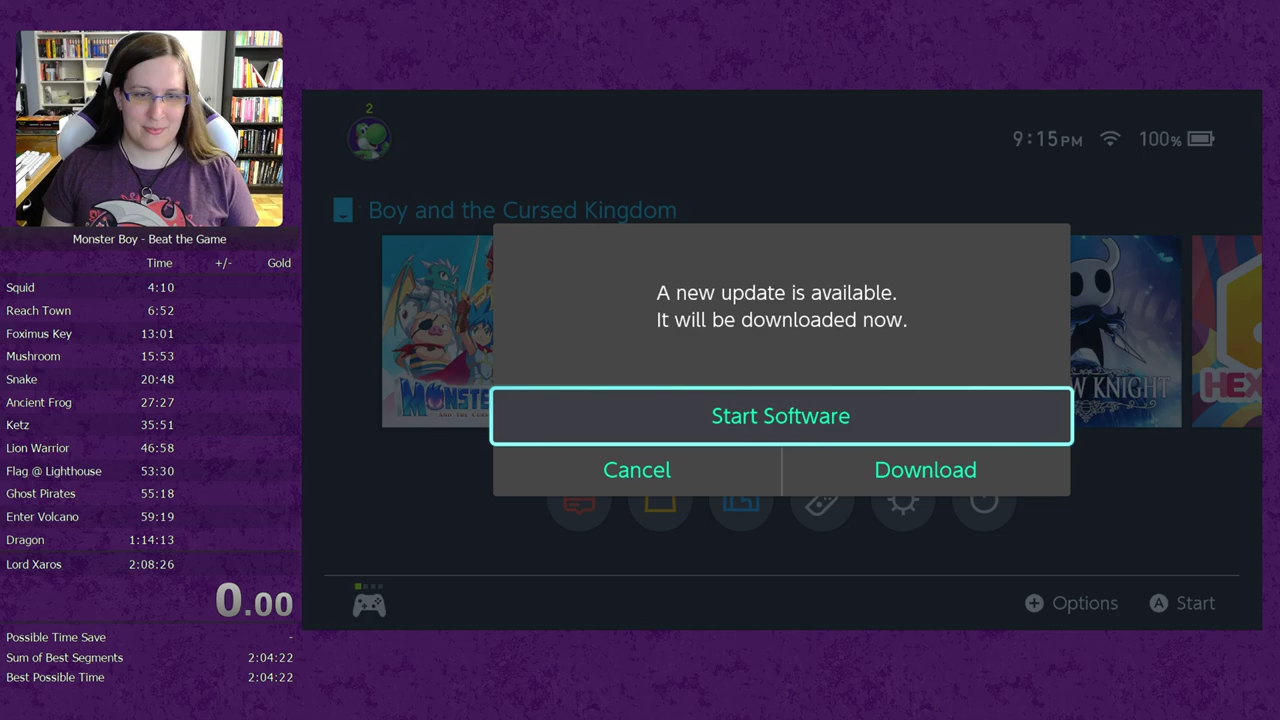 Monster Boy - Beat the Game
Time +/- Gold
Squid 4:10
Reach Town 6:52
Foximus Key 13:01
Mushroom 15:53
Snake 20:48
Ancient Frog 27:27
Ketz 35:51
Lion Warrior 46:58
Flag @ Lighthouse 53:30
Ghost Pirates 55:18
Enter Volcano 59:19
Dragon 1:14:13
Lord Xaros 2:08:26
0.00
Possible Time Save -
Sum of Best Segments 2:04:22
Best Possible Time 2:04:22
2
9:15PM 100%
Boy and the Cursed Kingdom
A new update is available.
It will be downloaded now.
Start Software
Cancel Download
Options Start